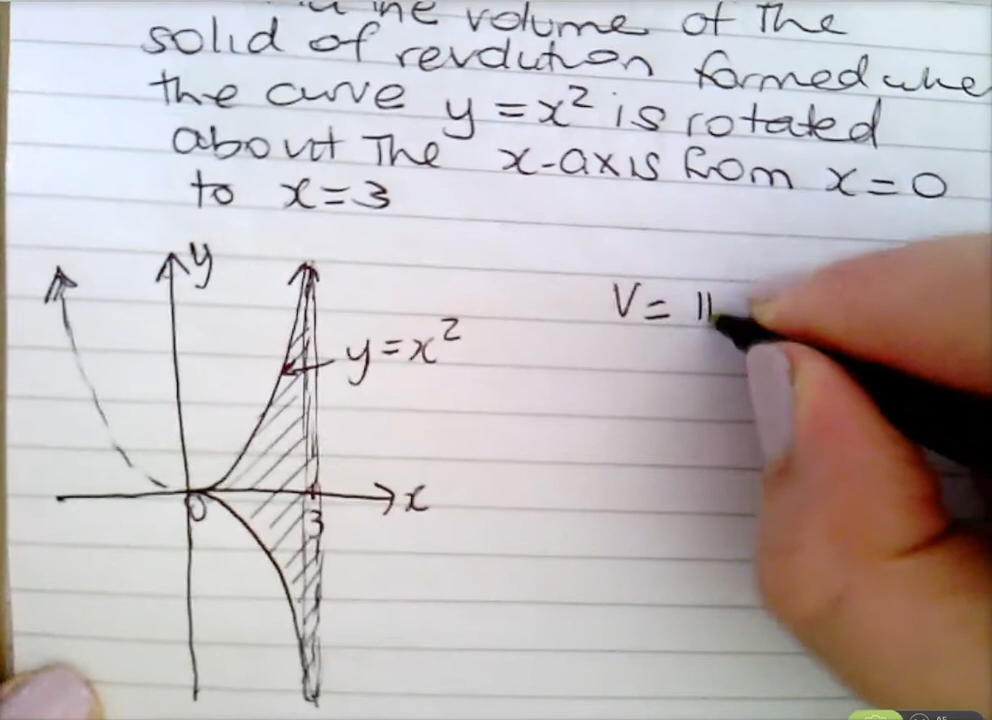 the volume of The
solid of revolution formed whe
the curve y = x² is rotated
about The x-axis from x = 0
to x = 3
y
V = π
y = x²
0
3
x